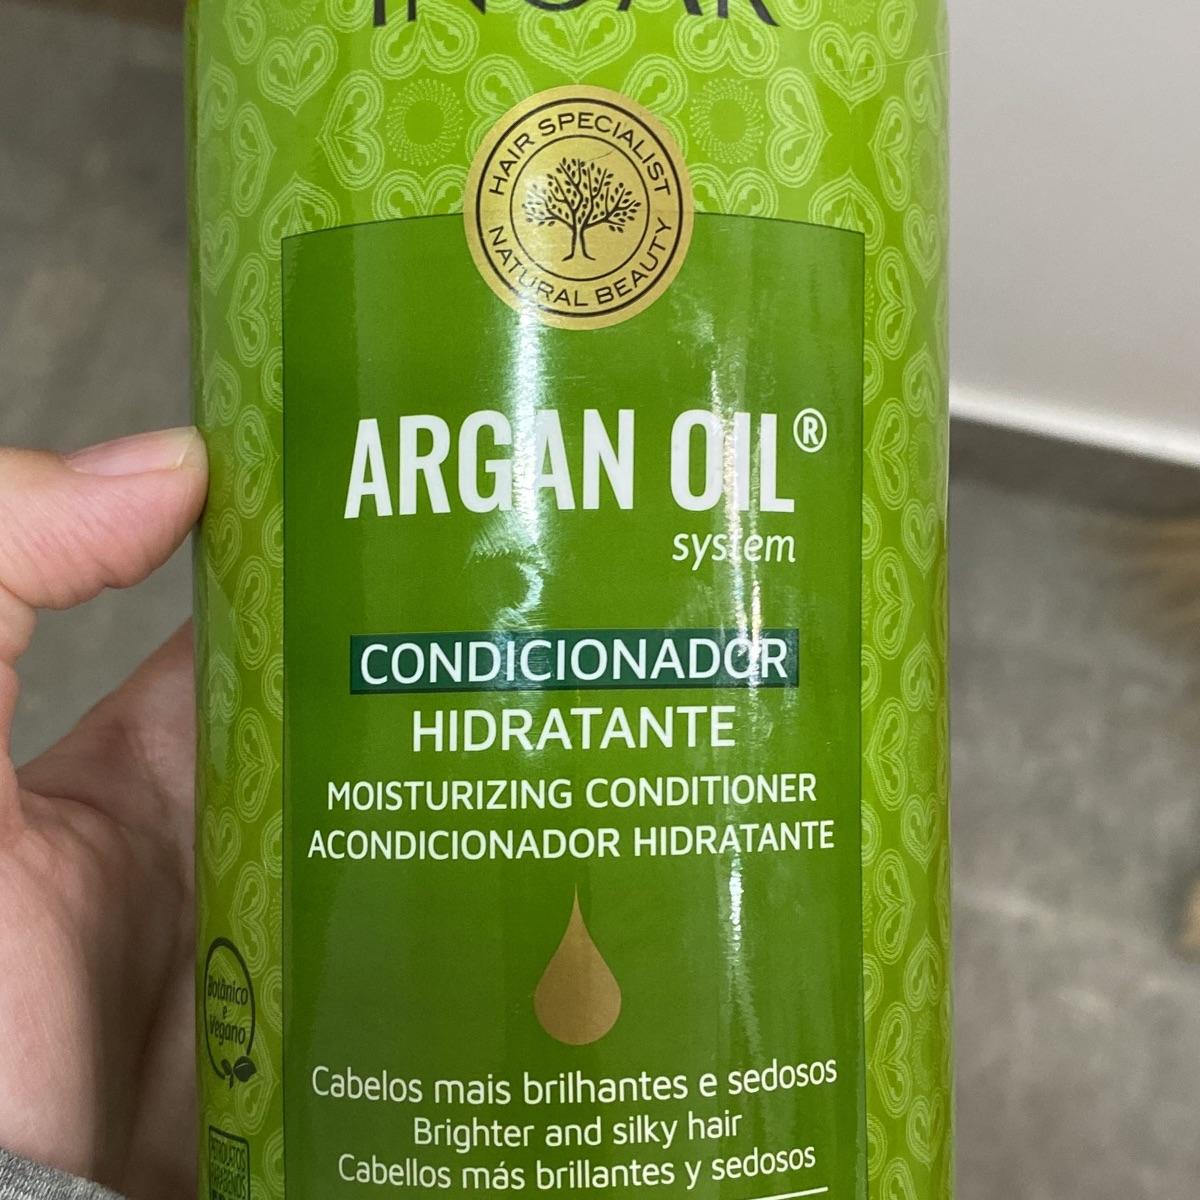 INOAR
HAIR SPECIALIST
NATURAL BEAUTY
ARGAN OIL®
system
CONDICIONADOR
HIDRATANTE
MOISTURIZING CONDITIONER
ACONDICIONADOR HIDRATANTE
Botânico
e
Vegano
Cabelos mais brilhantes e sedosos
Brighter and silky hair
Cabellos más brillantes y sedosos